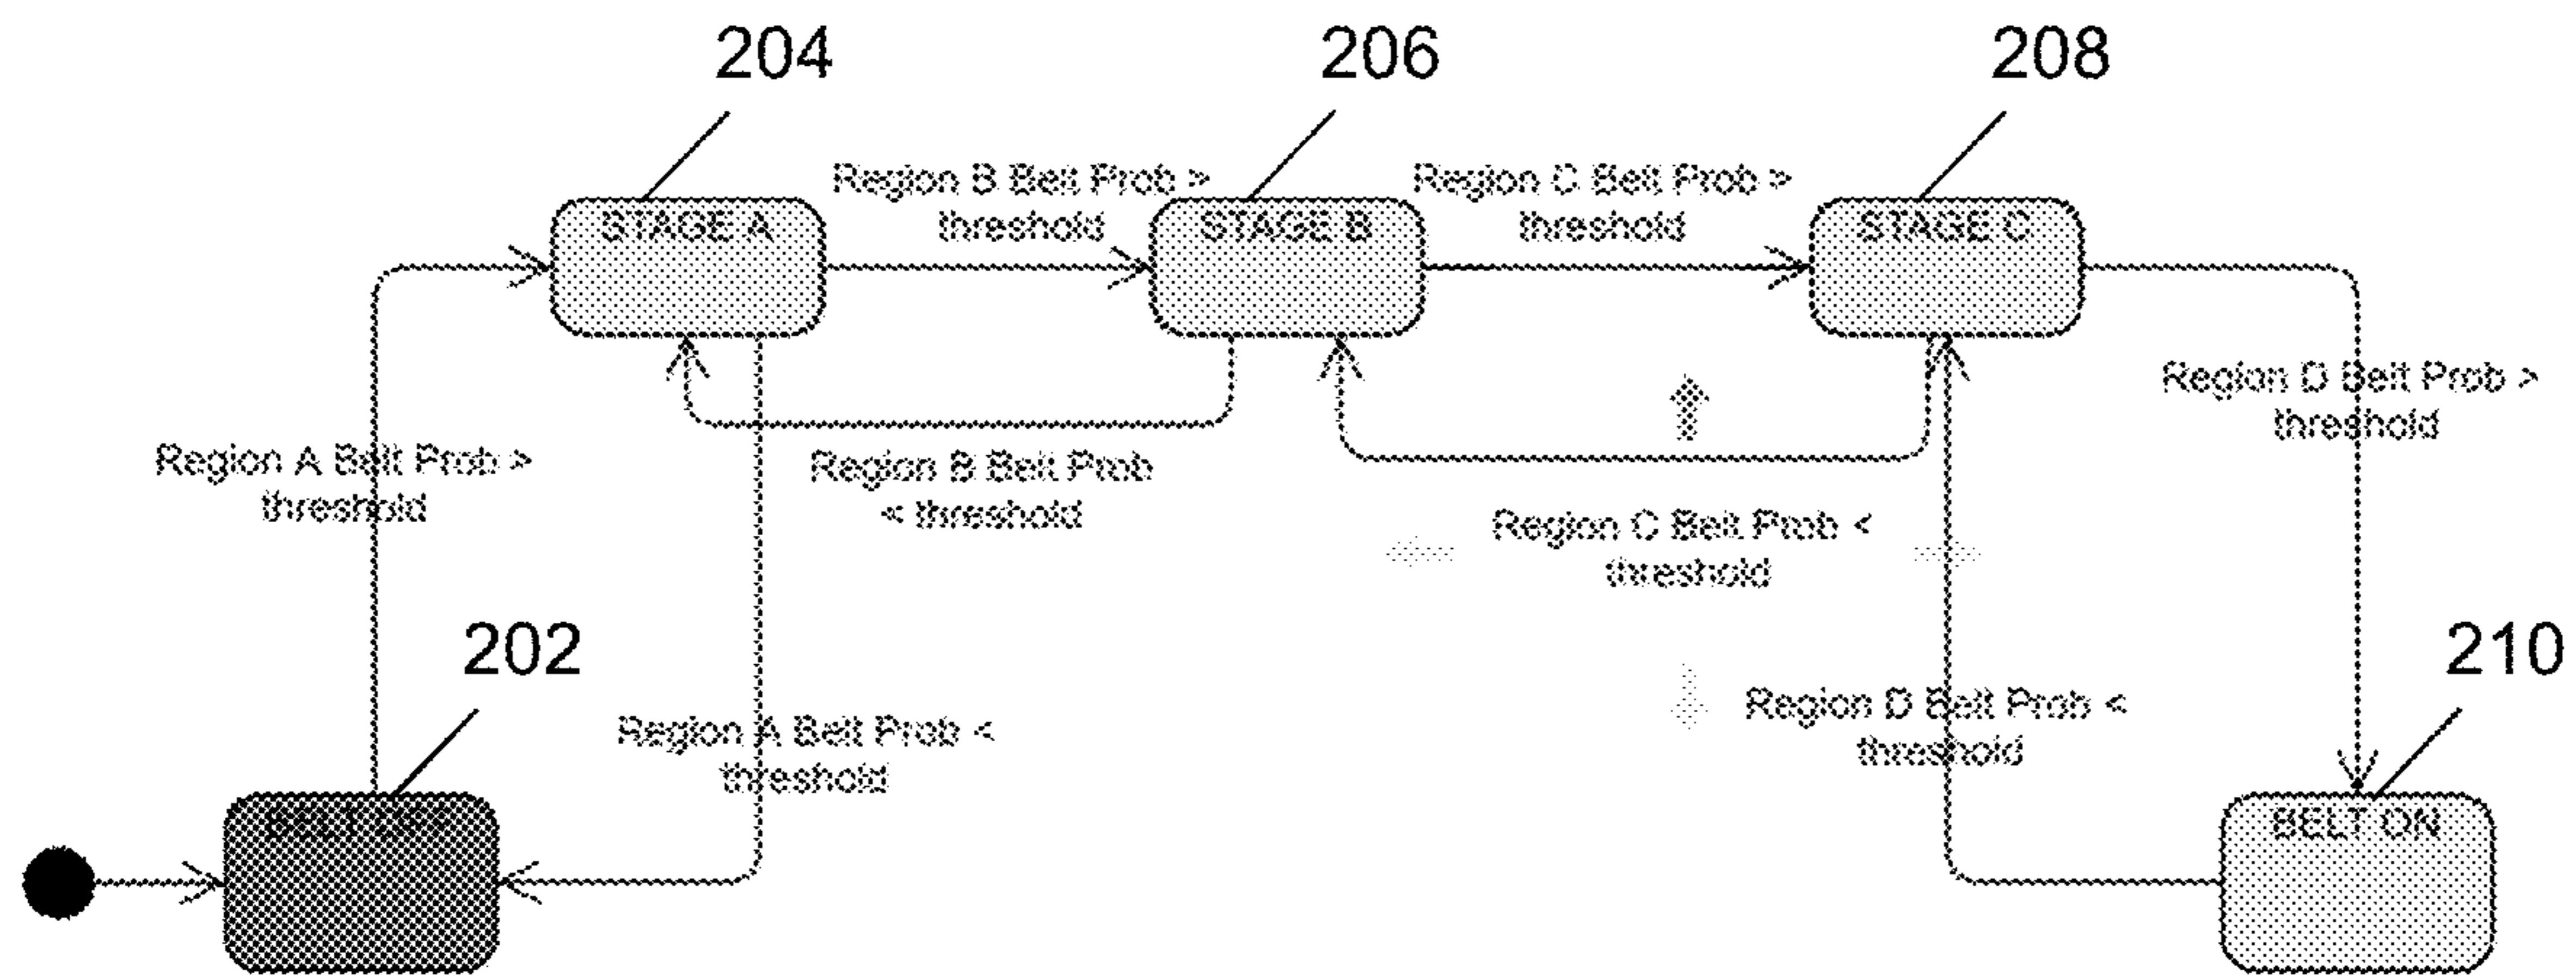 204
206
208
Region B Belt Prob >
threshold
Region C Belt Prob >
threshold
STAGE A
STAGE B
STAGE C
Region D Belt Prob >
threshold
Region A Belt Prob >
threshold
Region B Belt Prob
< threshold
Region C Belt Prob <
threshold
202
210
Region A Belt Prob <
threshold
Region D Belt Prob <
threshold
BELT OFF
BELT ON